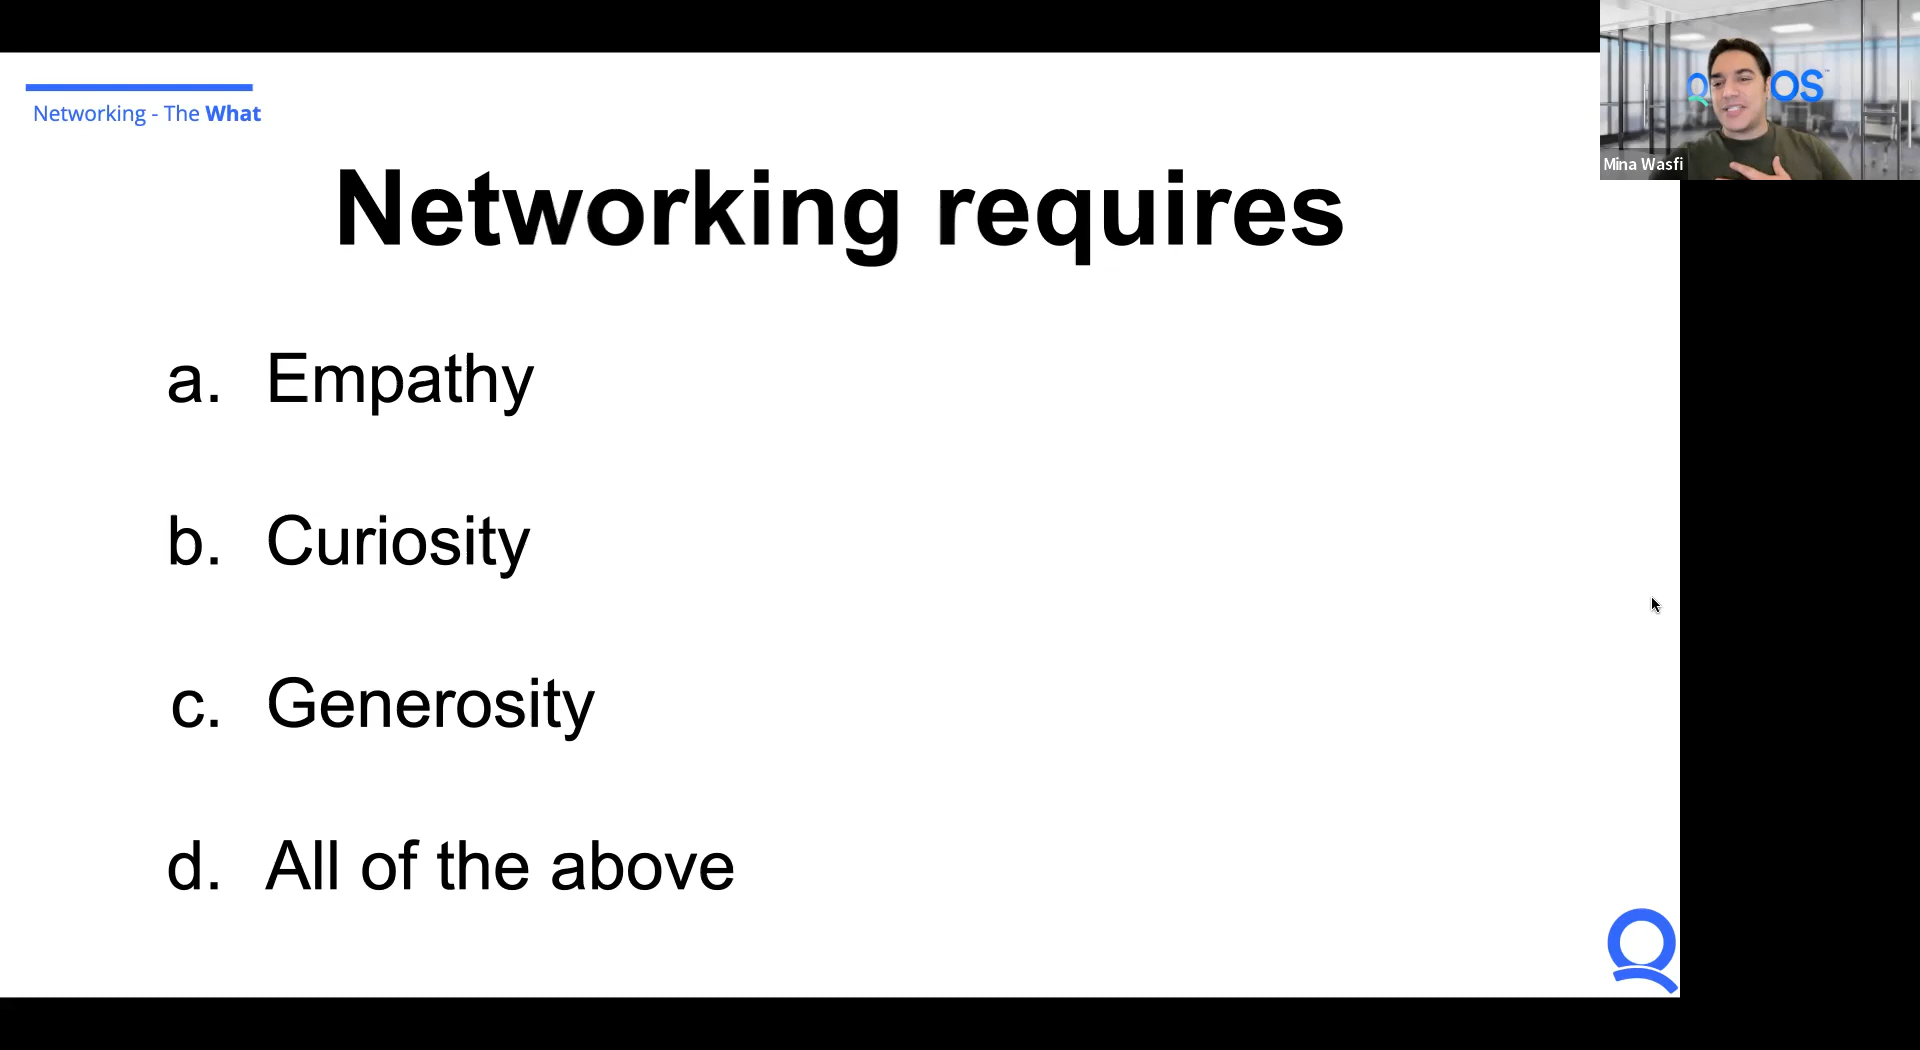 Networking - The What
Networking requires
a. Empathy
b. Curiosity
c. Generosity
d. All of the above
Mina Wasfi